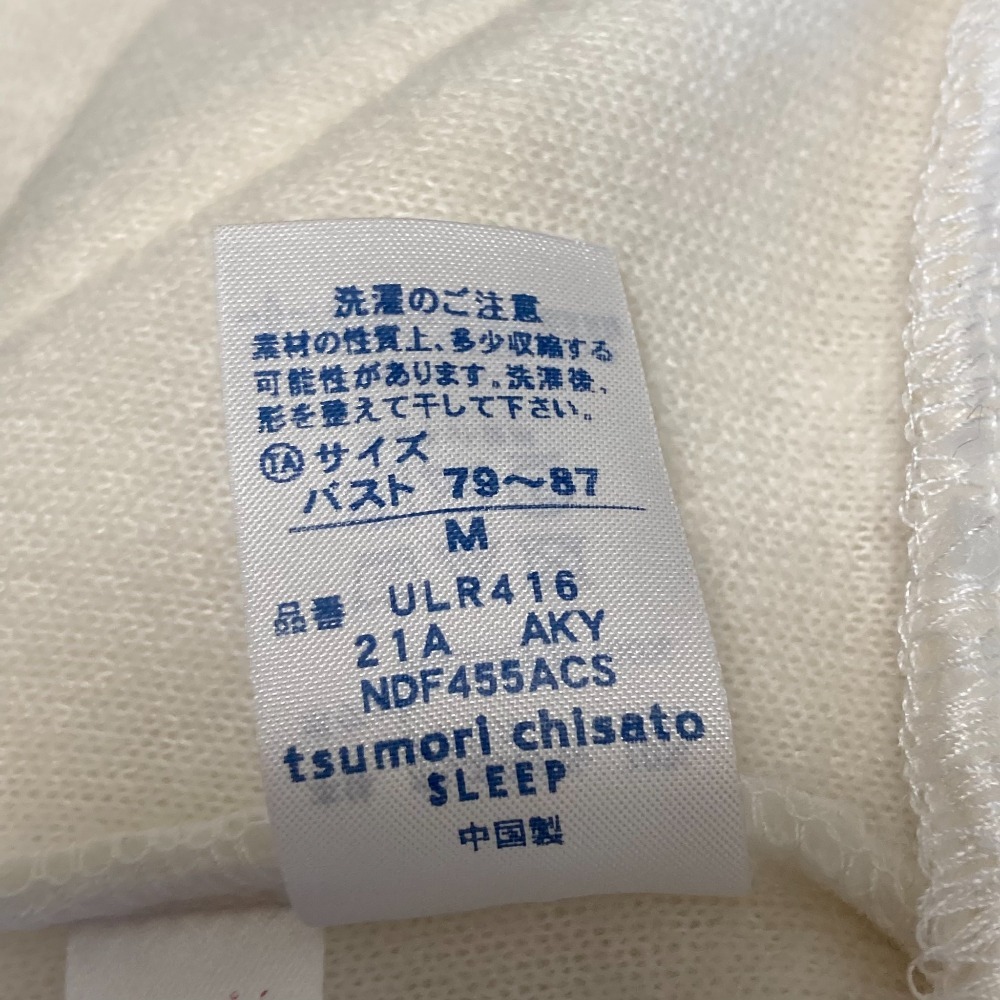 洗濯のご注意
素材の性質上、多少収縮する
可能性があります。洗濯後、
形を整えて干して下さい。
TA サイズ
バスト 79〜87
M
品番 ULR416
21A AKY
NDF455ACS
tsumori chisato
SLEEP
中国製